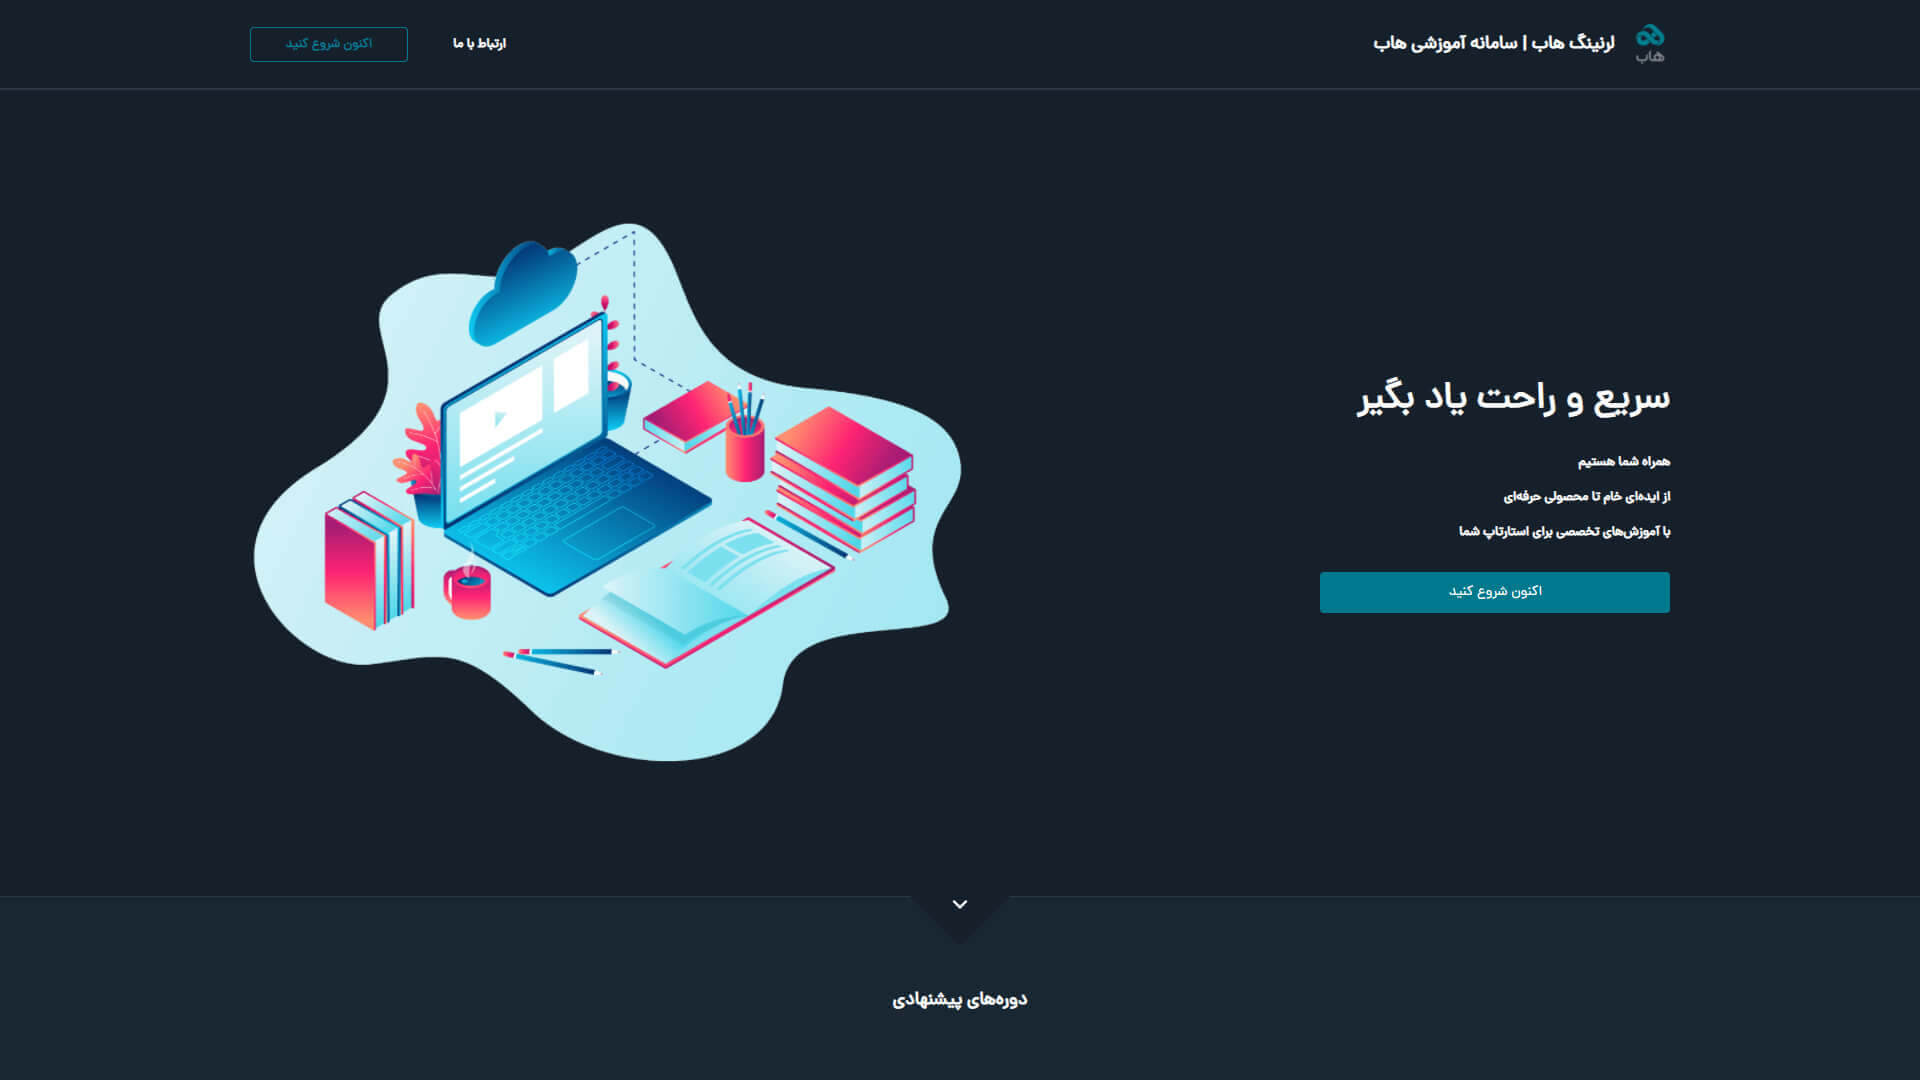 هاب
لرنینگ هاب | سامانه آموزشی هاب
ارتباط با ما
اکنون شروع کنید
سریع و راحت یاد بگیر
همراه شما هستیم
از ایده‌ای خام تا محصولی حرفه‌ای
با آموزش‌های تخصصی برای استارتاپ شما
اکنون شروع کنید
دوره‌های پیشنهادی